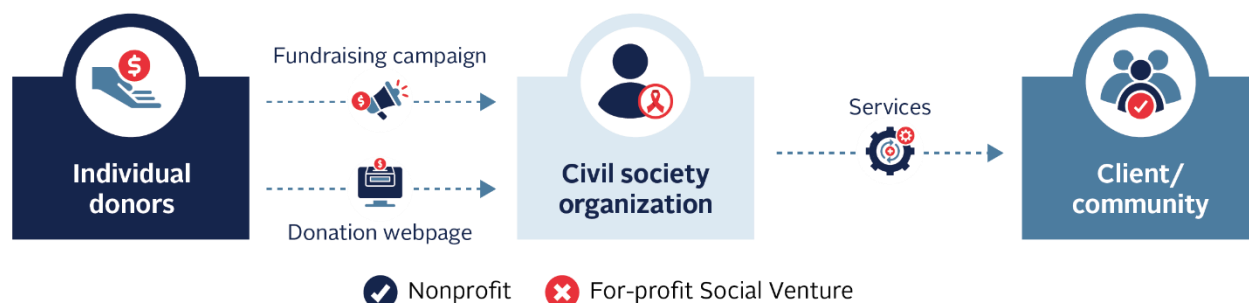 Individual
donors
Fundraising campaign
Donation webpage
Civil society
organization
Services
Client/
community
Nonprofit
For-profit Social Venture